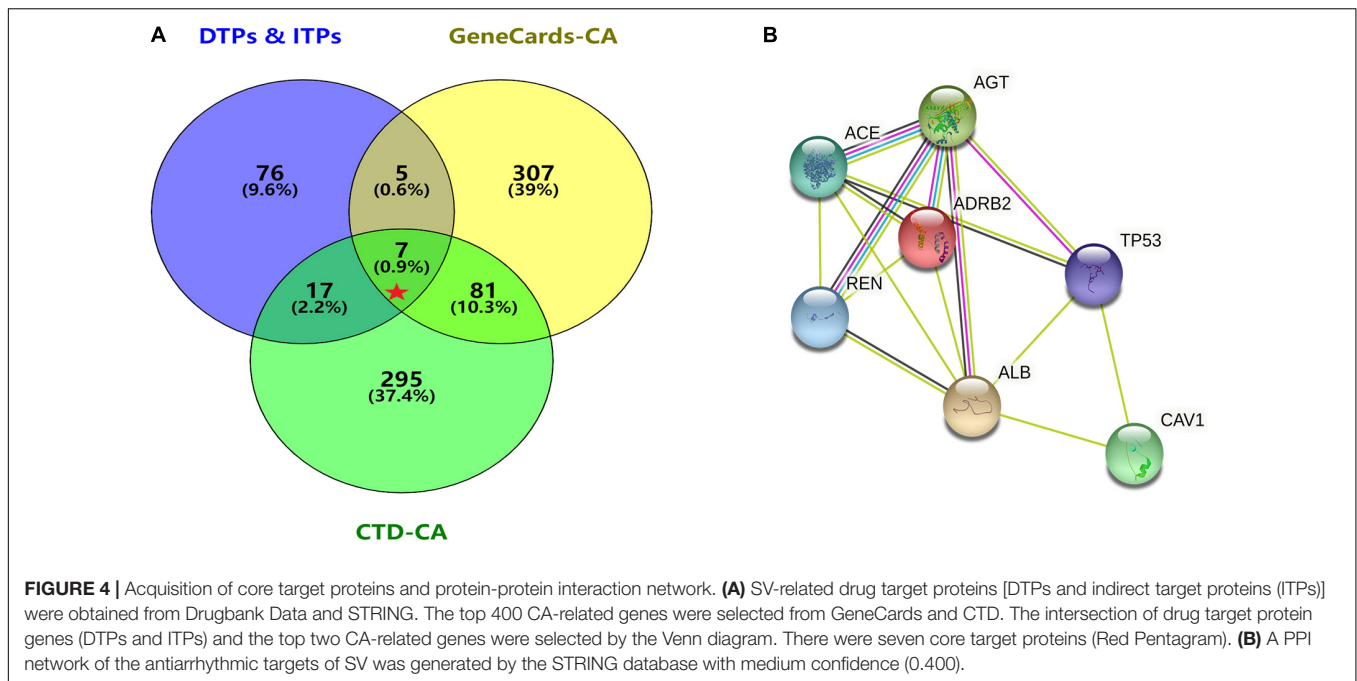 A
DTPs & ITPs
GeneCards-CA
76
(9.6%)
5
(0.6%)
307
(39%)
7
(0.9%)
17
(2.2%)
81
(10.3%)
295
(37.4%)
CTD-CA
B
AGT
ACE
ADRB2
TP53
REN
ALB
CAV1
FIGURE 4 | Acquisition of core target proteins and protein-protein interaction network. (A) SV-related drug target proteins [DTPs and indirect target proteins (ITPs)]
were obtained from Drugbank Data and STRING. The top 400 CA-related genes were selected from GeneCards and CTD. The intersection of drug target protein
genes (DTPs and ITPs) and the top two CA-related genes were selected by the Venn diagram. There were seven core target proteins (Red Pentagram). (B) A PPI
network of the antiarrhythmic targets of SV was generated by the STRING database with medium confidence (0.400).